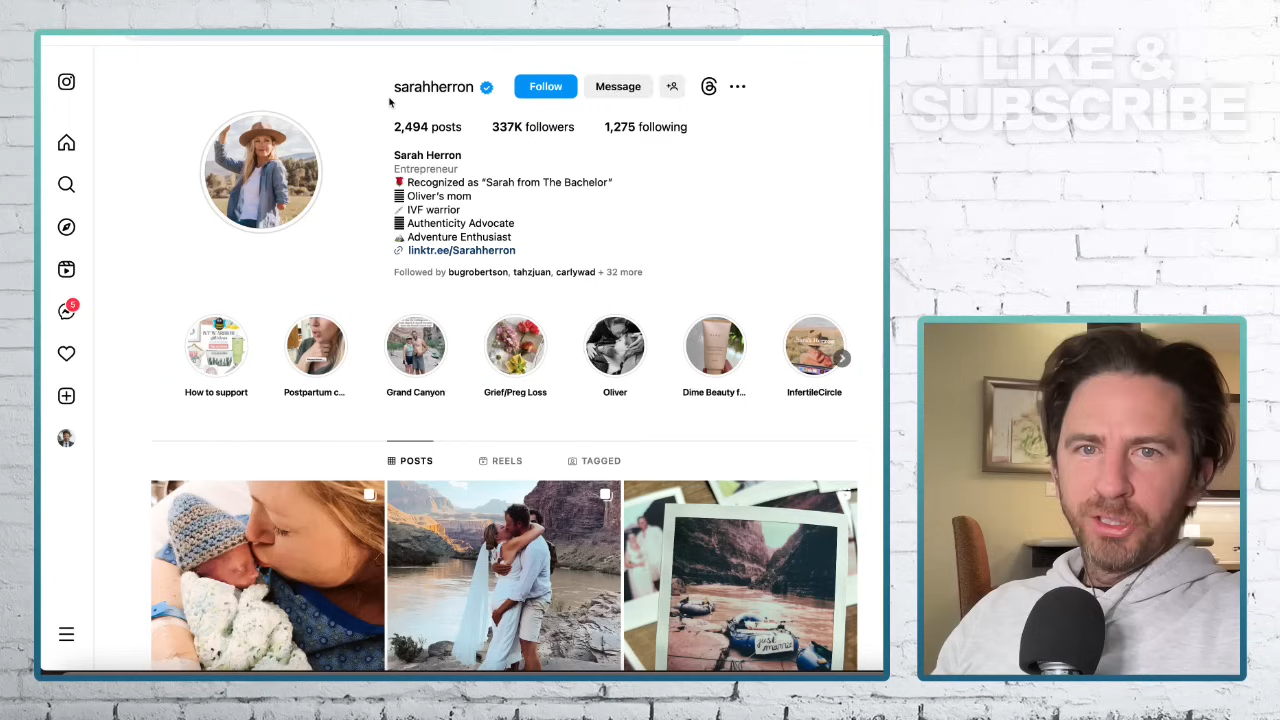 LIKE &
SUBSCRIBE
sarahherron
Follow
Message
2,494 posts
337K followers
1,275 following
Sarah Herron
Entrepreneur
🌹 Recognized as “Sarah from The Bachelor”
Oliver’s mom
IVF warrior
Authenticity Advocate
Adventure Enthusiast
linktr.ee/Sarahherron
Followed by bugrobertson, tahzjuan, carlywad + 32 more
5
How to support
Postpartum c...
Grand Canyon
Grief/Preg Loss
Oliver
Dime Beauty f...
InfertileCircle
POSTS
REELS
TAGGED
just
married